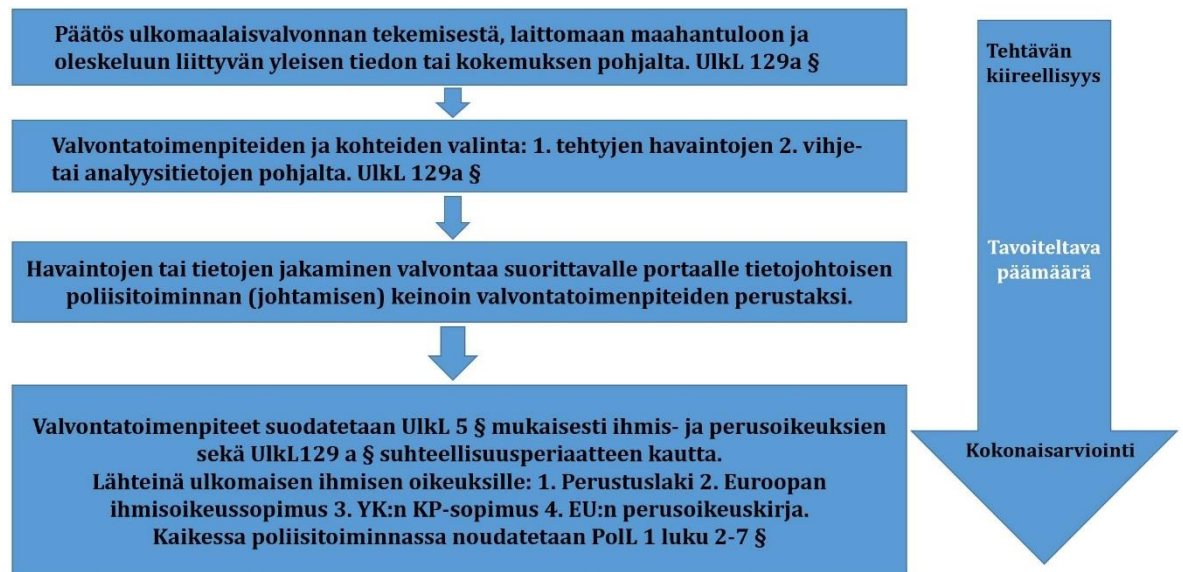 Päätös ulkomaalaisvalvonnan tekemisestä, laittomaan maahantuloon ja
oleskeluun liittyvän yleisen tiedon tai kokemuksen pohjalta. UlkL 129a §
Valvontatoimenpiteiden ja kohteiden valinta: 1. tehtyjen havaintojen 2. vihje-
tai analyysitietojen pohjalta. UlkL 129a §
Havaintojen tai tietojen jakaminen valvontaa suorittavalle portaalle tietojohtoisen
poliisitoiminnan (johtamisen) keinoin valvontatoimenpiteiden perustaksi.
Valvontatoimenpiteet suodatetaan UlkL 5 § mukaisesti ihmis- ja perusoikeuksien
sekä UlkL129 a § suhteellisuusperiaatteen kautta.
Lähteinä ulkomaisen ihmisen oikeuksille: 1. Perustuslaki 2. Euroopan
ihmisoikeussopimus 3. YK:n KP-sopimus 4. EU:n perusoikeuskirja.
Kaikessa poliisitoiminnassa noudatetaan PolL 1 luku 2-7 §
Tehtävän
kiireellisyys
Tavoiteltava
päämäärä
Kokonaisarviointi